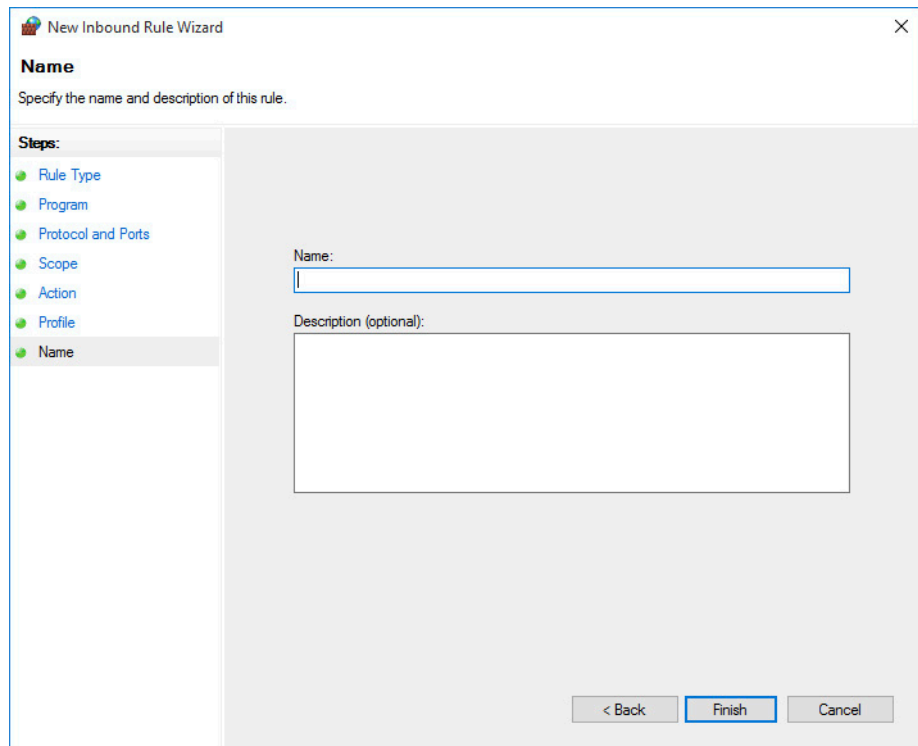 New Inbound Rule Wizard
Name
Specify the name and description of this rule.
Steps:
Rule Type
Program
Protocol and Ports
Scope
Action
Profile
Name
Name:
Description (optional):
< Back
Finish
Cancel